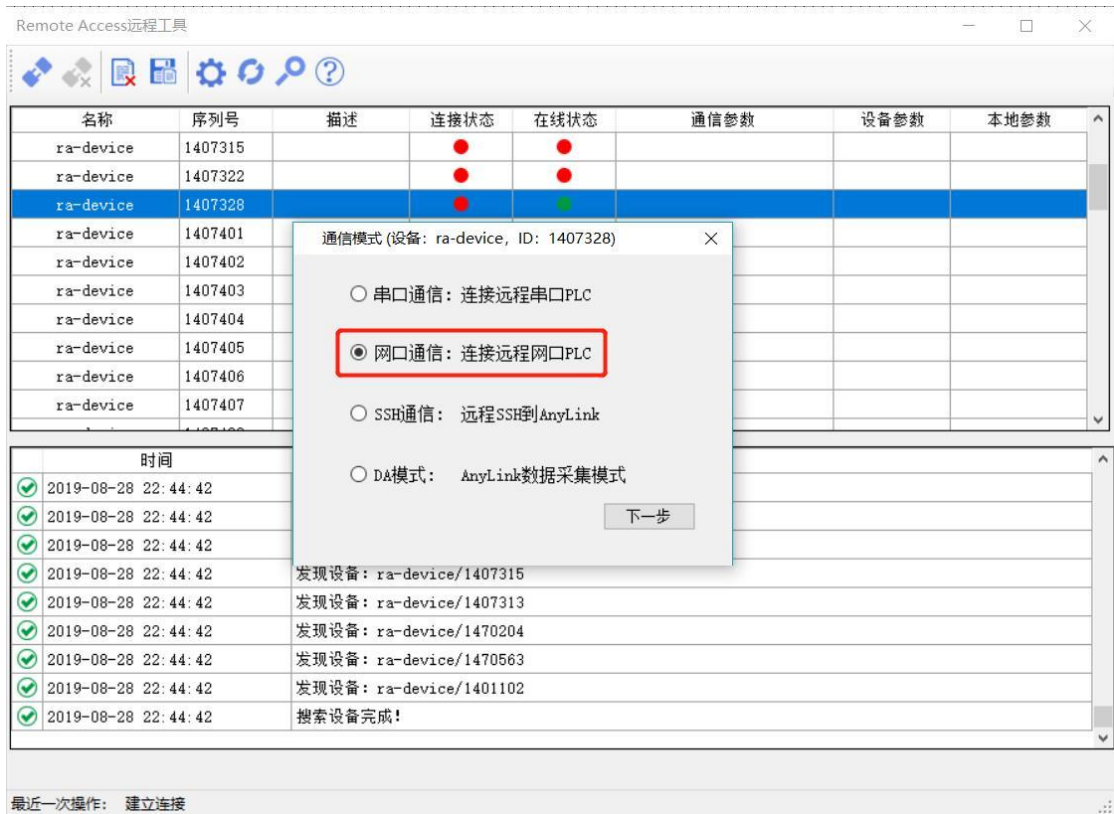 Remote Access远程工具
名称 序列号 描述 连接状态 在线状态 通信参数 设备参数 本地参数
ra-device 1407315
ra-device 1407322
ra-device 1407328
ra-device 1407401
ra-device 1407402
ra-device 1407403
ra-device 1407404
ra-device 1407405
ra-device 1407406
ra-device 1407407
通信模式 (设备: ra-device, ID: 1407328)
串口通信: 连接远程串口PLC
网口通信: 连接远程网口PLC
SSH通信: 远程SSH到AnyLink
DA模式: AnyLink数据采集模式
下一步
时间
2019-08-28 22:44:42
2019-08-28 22:44:42
2019-08-28 22:44:42
2019-08-28 22:44:42 发现设备: ra-device/1407315
2019-08-28 22:44:42 发现设备: ra-device/1407313
2019-08-28 22:44:42 发现设备: ra-device/1470204
2019-08-28 22:44:42 发现设备: ra-device/1470563
2019-08-28 22:44:42 发现设备: ra-device/1401102
2019-08-28 22:44:42 搜索设备完成!
最近一次操作: 建立连接